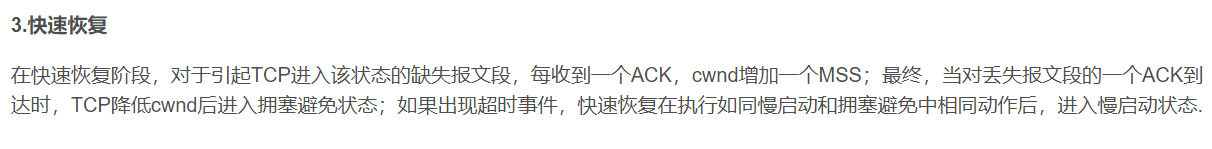 3.快速恢复
在快速恢复阶段，对于引起TCP进入该状态的缺失报文段，每收到一个ACK，cwnd增加一个MSS；最终，当对丢失报文段的一个ACK到
达时，TCP降低cwnd后进入拥塞避免状态；如果出现超时事件，快速恢复在执行如同慢启动和拥塞避免中相同动作后，进入慢启动状态.